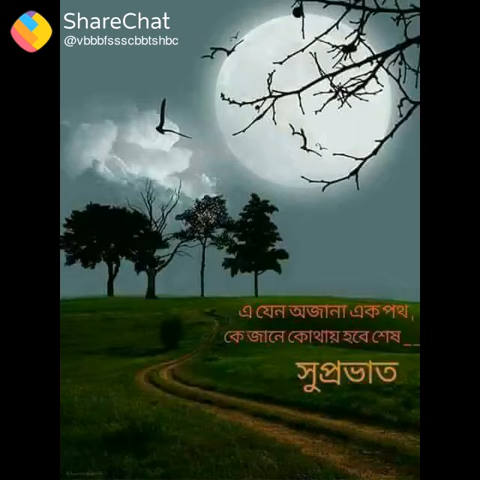 ShareChat
@vbbbfssscbbtshbc
এ যেন অজানা এক পথ,
কে জানে কোথায় হবে শেষ _ _
সুপ্রভাত